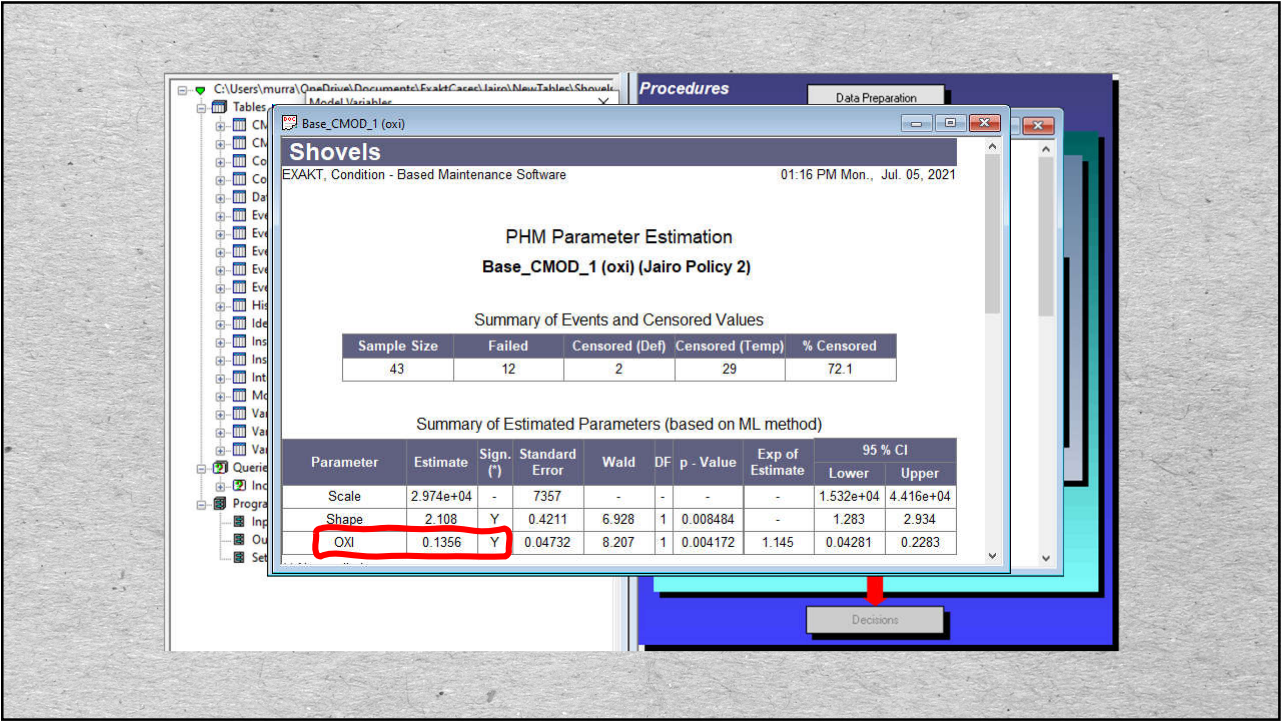 C:\Users\murra\OneDrive\Documents\ExaktCases\Jairo\NewTables\Shovels
Tables
Model Variables
Procedures
Data Preparation
Base_CMOD_1 (oxi)
Shovels
EXAKT, Condition - Based Maintenance Software 01:16 PM Mon., Jul. 05, 2021
PHM Parameter Estimation
Base_CMOD_1 (oxi) (Jairo Policy 2)
Summary of Events and Censored Values
Sample Size Failed Censored (Def) Censored (Temp) % Censored
43 12 2 29 72.1
Summary of Estimated Parameters (based on ML method)
Parameter Estimate Sign. (*) Standard Error Wald DF p - Value Exp of Estimate 95 % CI
Lower Upper
Scale 2.974e+04 - 7357 - - - - 1.532e+04 4.416e+04
Shape 2.108 Y 0.4211 6.928 1 0.008484 - 1.283 2.934
OXI 0.1356 Y 0.04732 8.207 1 0.004172 1.145 0.04281 0.2283
CM
CM
Co
Co
Dat
Eve
Eve
Eve
Eve
Eve
His
Ide
Ins
Ins
Int
Mo
Var
Var
Var
Querie
Inc
Progra
Inp
Ou
Set
Decisions